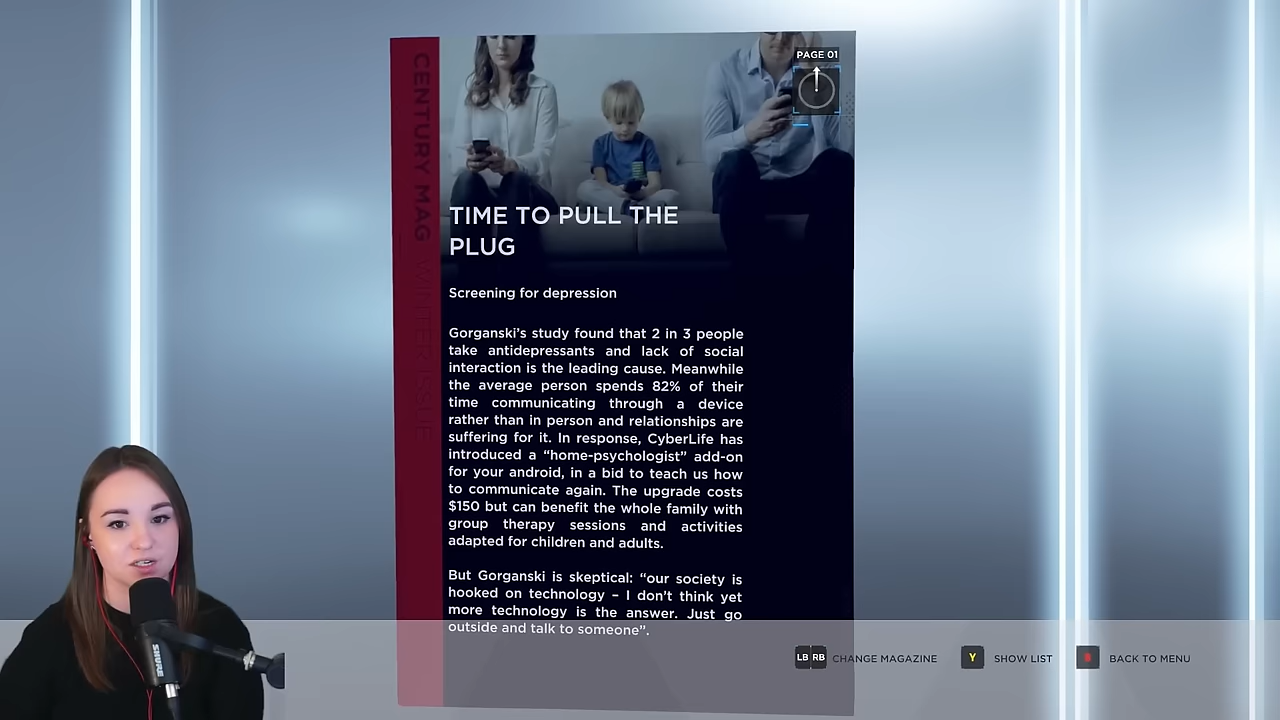 CENTURY MAG WINTER ISSUE
PAGE 01
TIME TO PULL THE
PLUG
Screening for depression
Gorganski's study found that 2 in 3 people
take antidepressants and lack of social
interaction is the leading cause. Meanwhile
the average person spends 82% of their
time communicating through a device
rather than in person and relationships are
suffering for it. In response, CyberLife has
introduced a “home-psychologist” add-on
for your android, in a bid to teach us how
to communicate again. The upgrade costs
$150 but can benefit the whole family with
group therapy sessions and activities
adapted for children and adults.
But Gorganski is skeptical: “our society is
hooked on technology – I don't think yet
more technology is the answer. Just go
outside and talk to someone”.
SHURE
LB RB CHANGE MAGAZINE Y SHOW LIST B BACK TO MENU